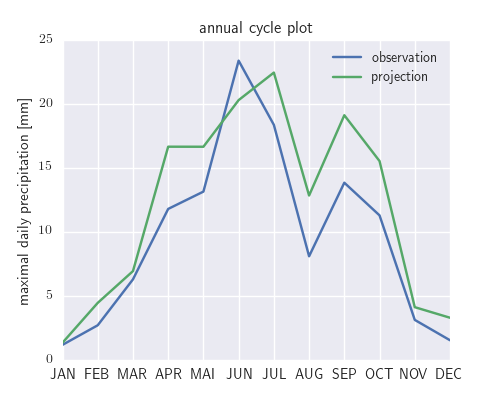 annual cycle plot
observation
projection
maximal daily precipitation [mm]
25
20
15
10
5
0
JAN FEB MAR APR MAI JUN JUL AUG SEP OCT NOV DEC